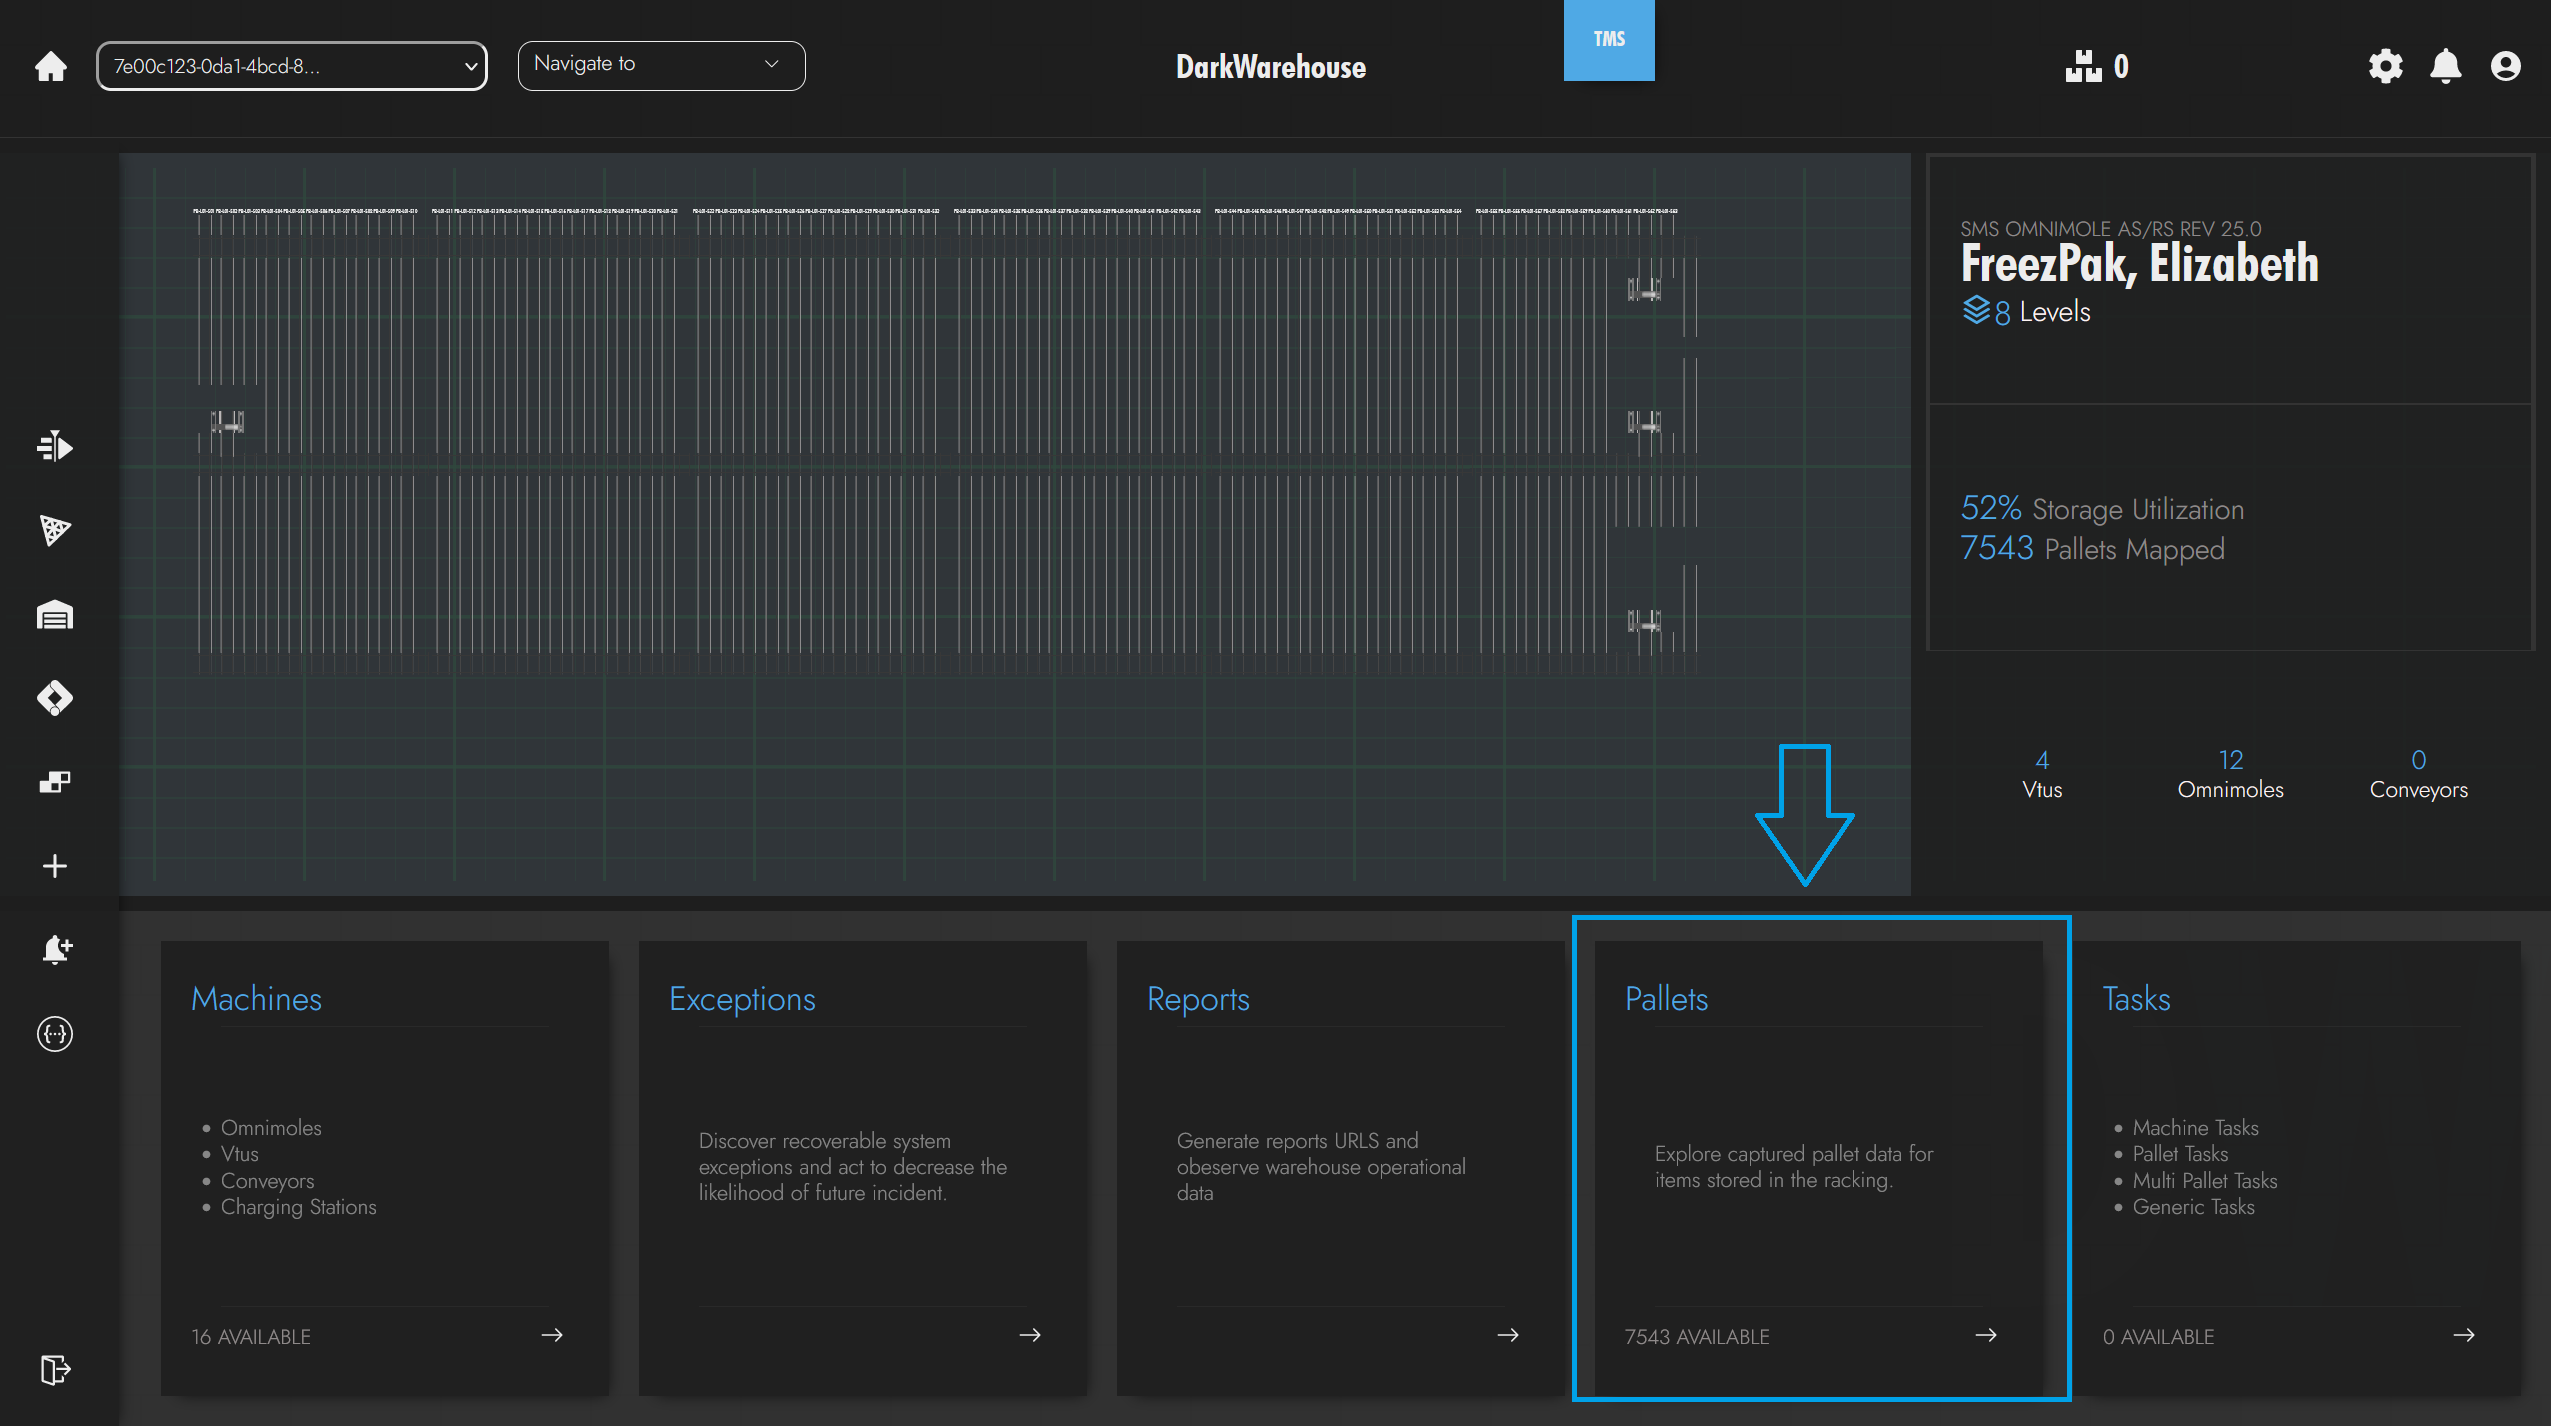 7e00c123-0da1-4bcd-8...
Navigate to
DarkWarehouse
TMS
0
SMS OMNIMOLE AS/RS REV 25.0
FreezPak, Elizabeth
8 Levels
52% Storage Utilization
7543 Pallets Mapped
4
Vtus
12
Omnimoles
0
Conveyors
Machines
Omnimoles
Vtus
Conveyors
Charging Stations
16 AVAILABLE
Exceptions
Discover recoverable system
exceptions and act to decrease the
likelihood of future incident.
Reports
Generate reports URLS and
obeserve warehouse operational
data
Pallets
Explore captured pallet data for
items stored in the racking.
7543 AVAILABLE
Tasks
Machine Tasks
Pallet Tasks
Multi Pallet Tasks
Generic Tasks
0 AVAILABLE